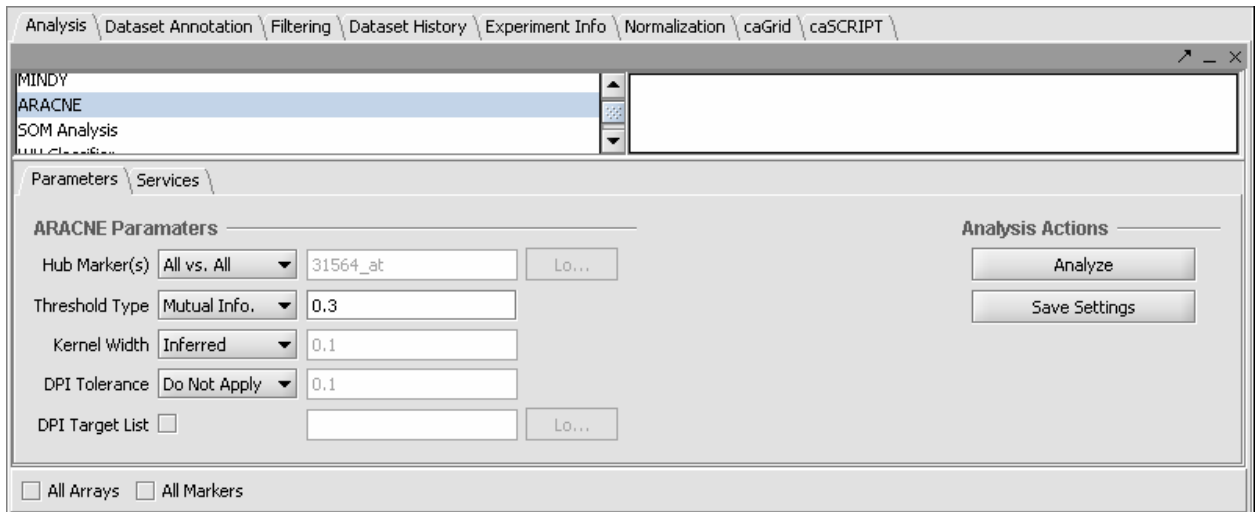 Analysis Dataset Annotation Filtering Dataset History Experiment Info Normalization caGrid caSCRIPT
MINDY
ARACNE
SOM Analysis
Parameters Services
ARACNE Paramaters
Analysis Actions
Hub Marker(s) All vs. All 31564_at Lo...
Analyze
Threshold Type Mutual Info. 0.3
Save Settings
Kernel Width Inferred 0.1
DPI Tolerance Do Not Apply 0.1
DPI Target List Lo...
All Arrays All Markers